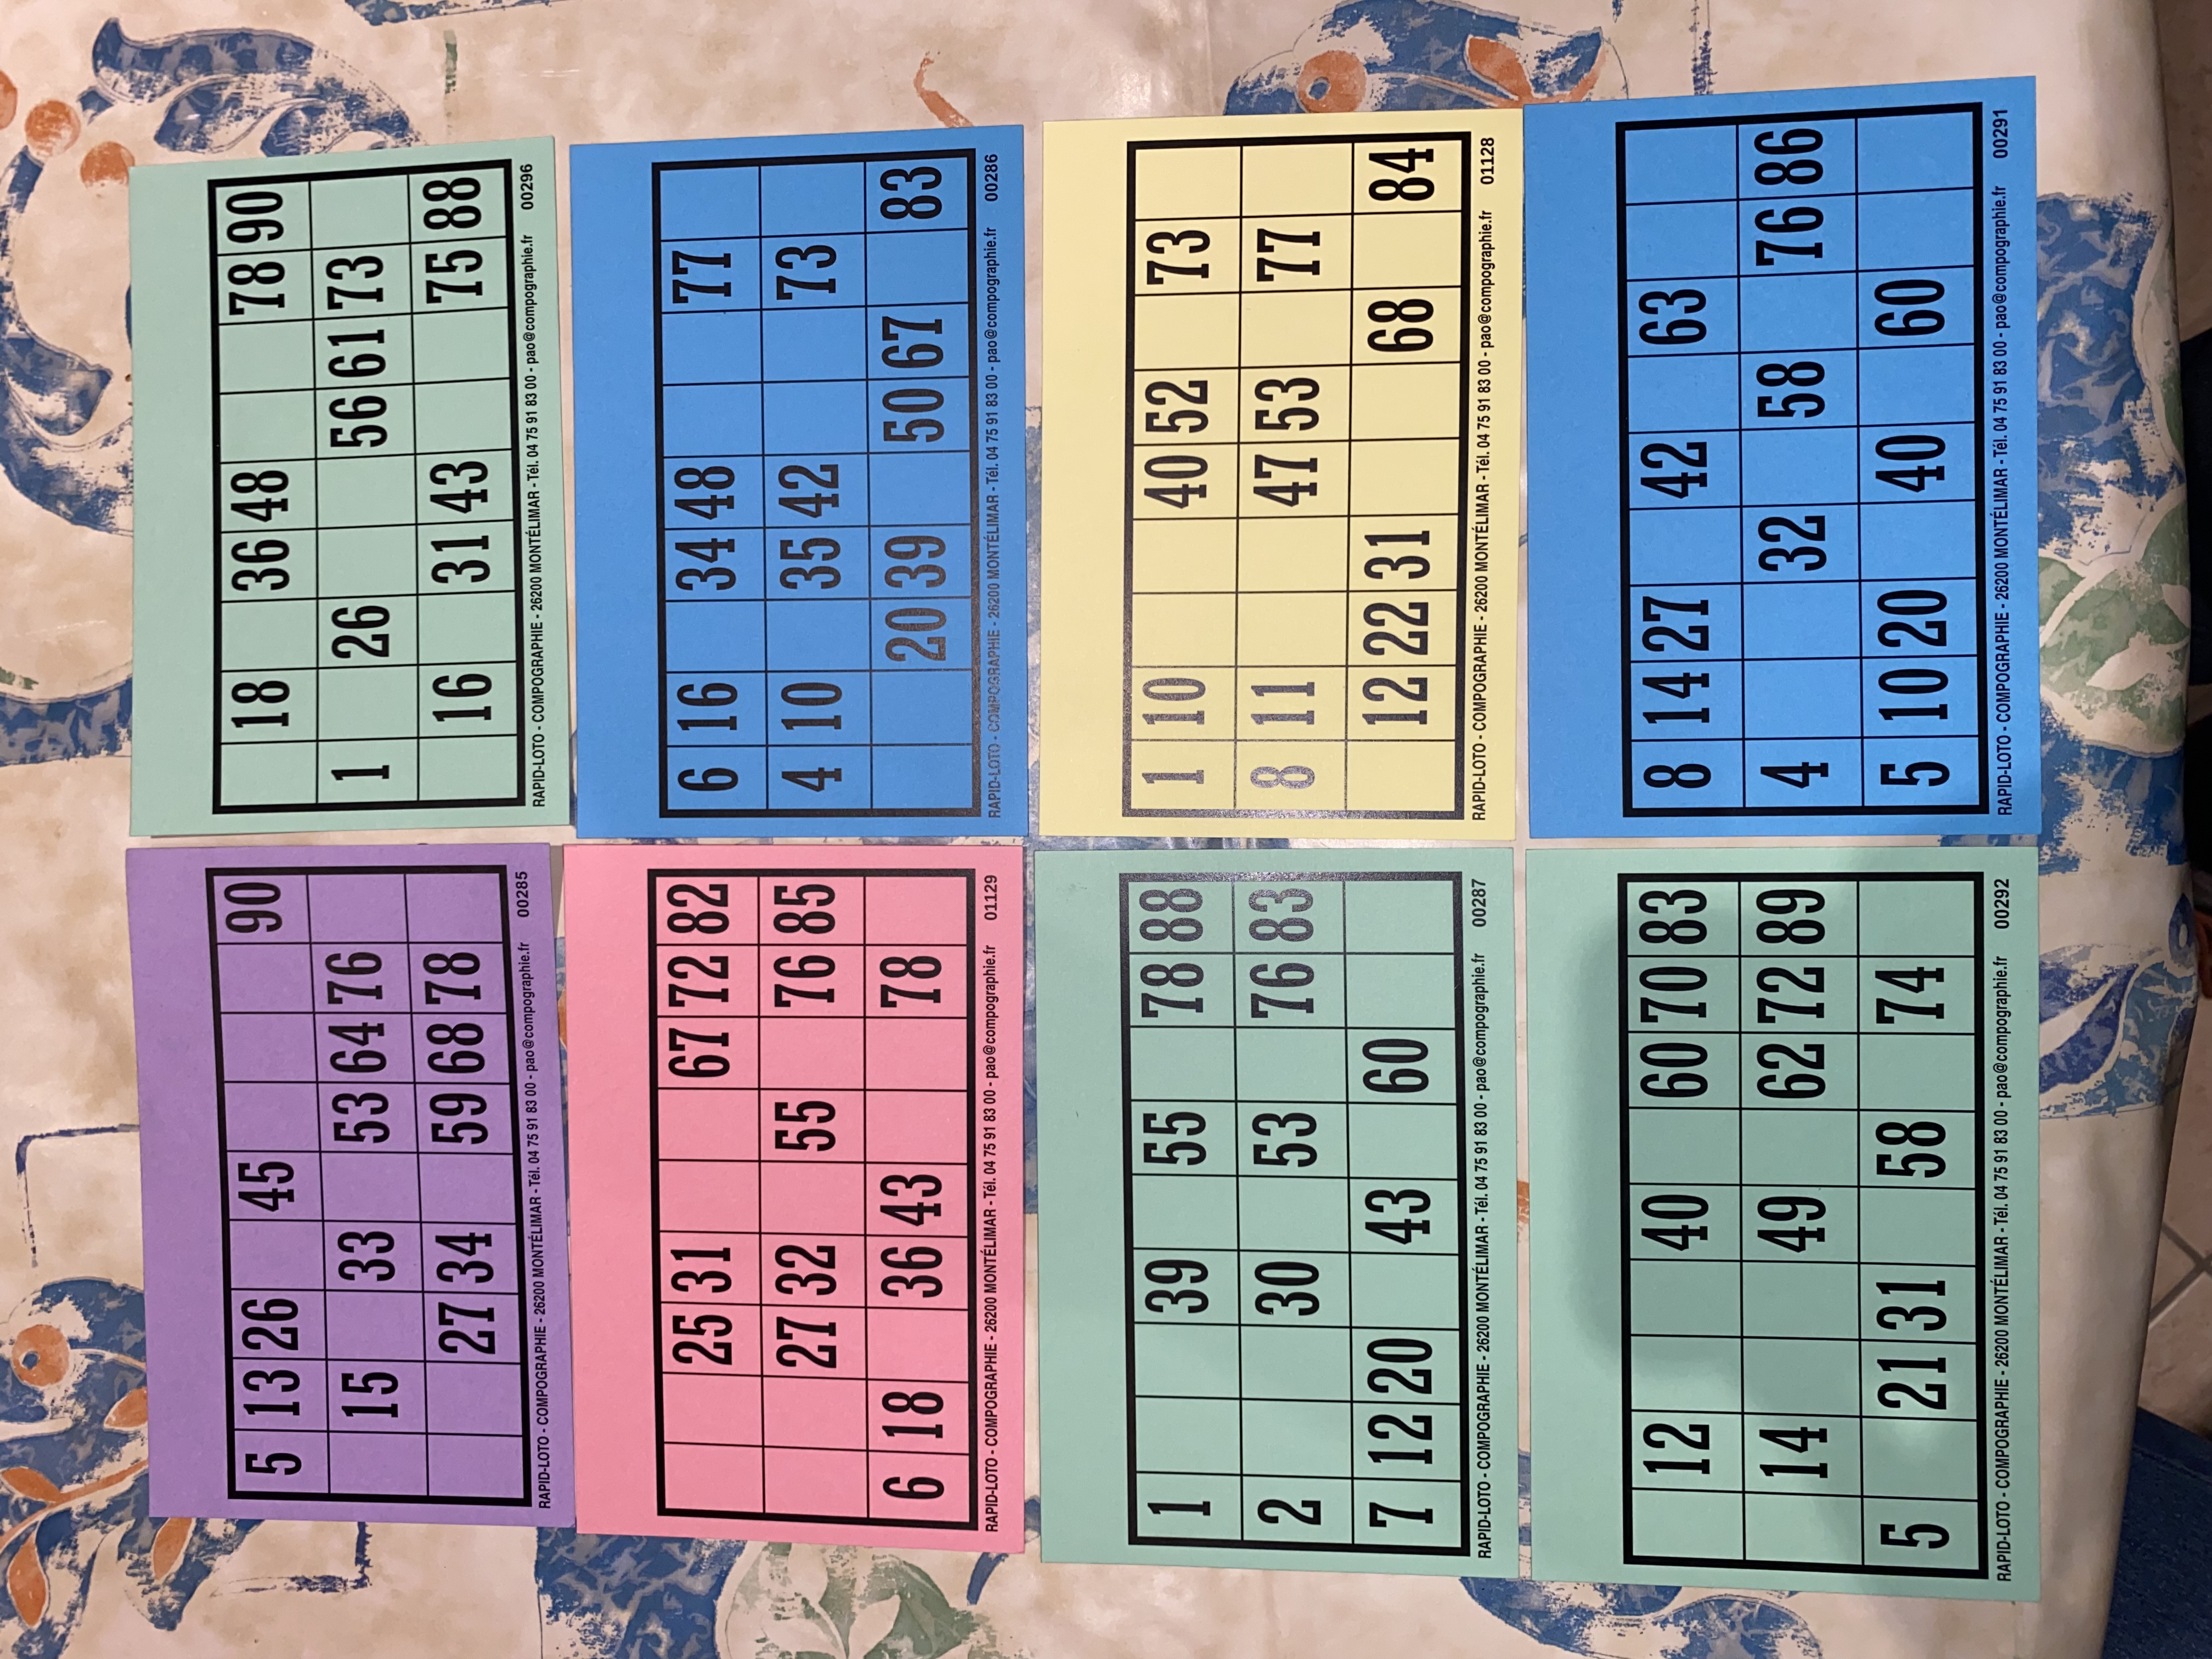 5 13 26 45 90
15 33 53 64 76
27 34 59 68 78
RAPID-LOTO - COMPOGRAPHIE - 26200 MONTÉLIMAR - Tél. 04 75 91 83 00 - pao@compographie.fr 00285
18 36 48 78 90
1 26 56 61 73
16 31 43 75 88
RAPID-LOTO - COMPOGRAPHIE - 26200 MONTÉLIMAR - Tél. 04 75 91 83 00 - pao@compographie.fr 00296
25 31 67 72 82
27 32 55 76 85
6 18 36 43 78
RAPID-LOTO - COMPOGRAPHIE - 26200 MONTÉLIMAR - Tél. 04 75 91 83 00 - pao@compographie.fr 01129
6 16 34 48 77
4 10 35 42 73
20 39 50 67 83
RAPID-LOTO - COMPOGRAPHIE - 26200 MONTÉLIMAR - Tél. 04 75 91 83 00 - pao@compographie.fr 00286
1 39 55 78 88
2 30 53 76 83
7 12 20 43 60
RAPID-LOTO - COMPOGRAPHIE - 26200 MONTÉLIMAR - Tél. 04 75 91 83 00 - pao@compographie.fr 00287
1 10 40 52 73
8 11 47 53 77
12 22 31 68 84
RAPID-LOTO - COMPOGRAPHIE - 26200 MONTÉLIMAR - Tél. 04 75 91 83 00 - pao@compographie.fr 01128
12 40 60 70 83
14 49 62 72 89
5 21 31 58 74
RAPID-LOTO - COMPOGRAPHIE - 26200 MONTÉLIMAR - Tél. 04 75 91 83 00 - pao@compographie.fr 00292
8 14 27 42 63
4 32 58 76 86
5 10 20 40 60
RAPID-LOTO - COMPOGRAPHIE - 26200 MONTÉLIMAR - Tél. 04 75 91 83 00 - pao@compographie.fr 00291